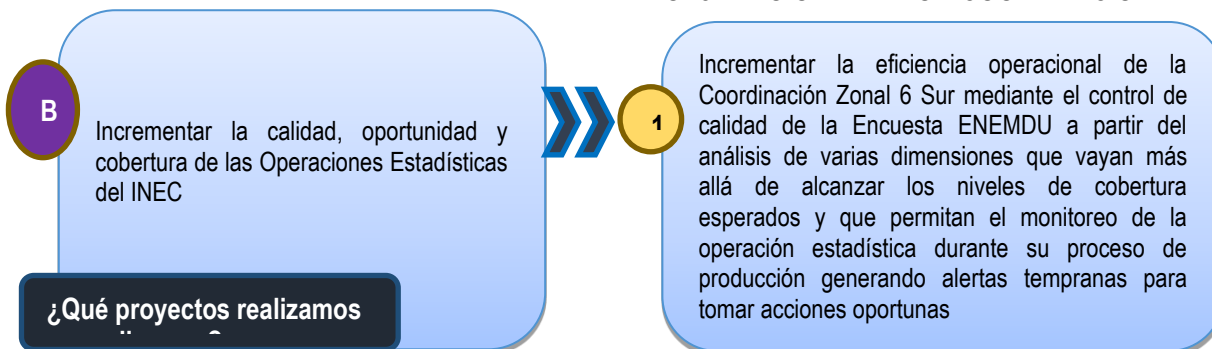 B
Incrementar la calidad, oportunidad y
cobertura de las Operaciones Estadísticas
del INEC
¿Qué proyectos realizamos
1
Incrementar la eficiencia operacional de la
Coordinación Zonal 6 Sur mediante el control de
calidad de la Encuesta ENEMDU a partir del
análisis de varias dimensiones que vayan más
allá de alcanzar los niveles de cobertura
esperados y que permitan el monitoreo de la
operación estadística durante su proceso de
producción generando alertas tempranas para
tomar acciones oportunas